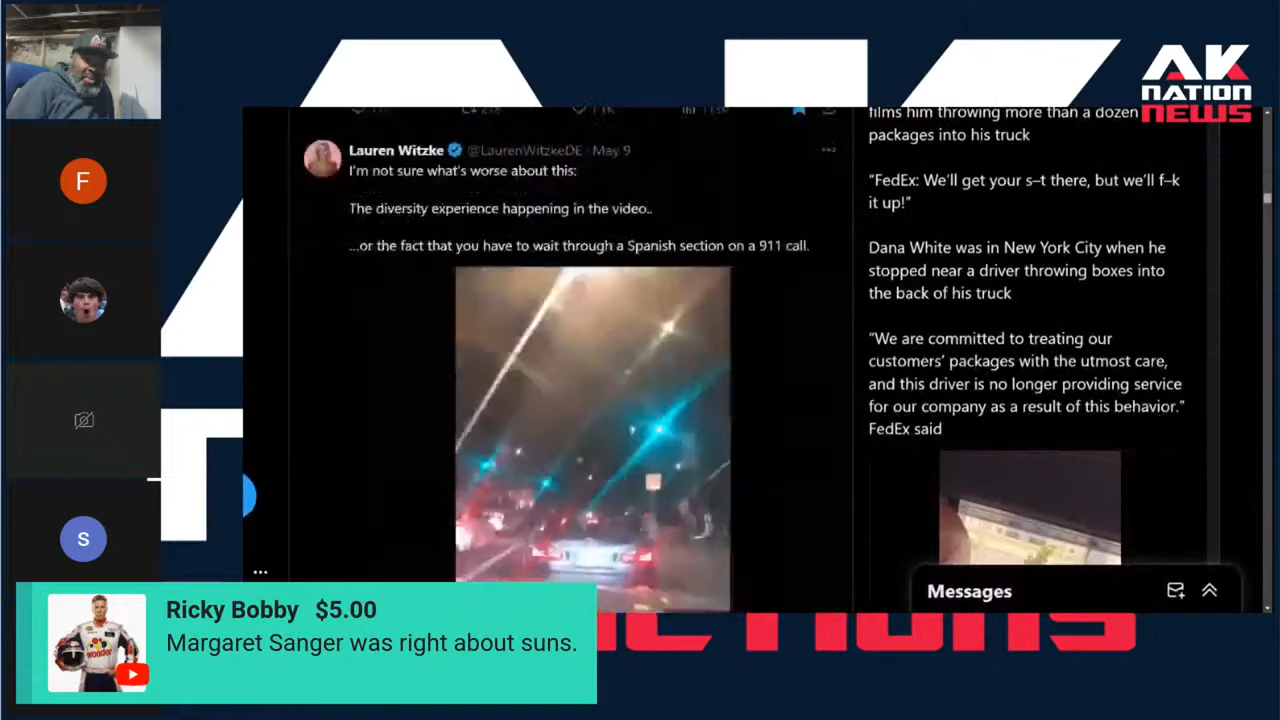 AK
NATION
NEWS
Lauren Witzke @LaurenWitzkeDE · May 9
I'm not sure what's worse about this:
The diversity experience happening in the video..
...or the fact that you have to wait through a Spanish section on a 911 call.
films him throwing more than a dozen
packages into his truck
“FedEx: We’ll get your s–t there, but we’ll f–k
it up!”
Dana White was in New York City when he
stopped near a driver throwing boxes into
the back of his truck
“We are committed to treating our
customers’ packages with the utmost care,
and this driver is no longer providing service
for our company as a result of this behavior.”
FedEx said
Messages
F
s
Ricky Bobby $5.00
Margaret Sanger was right about suns.